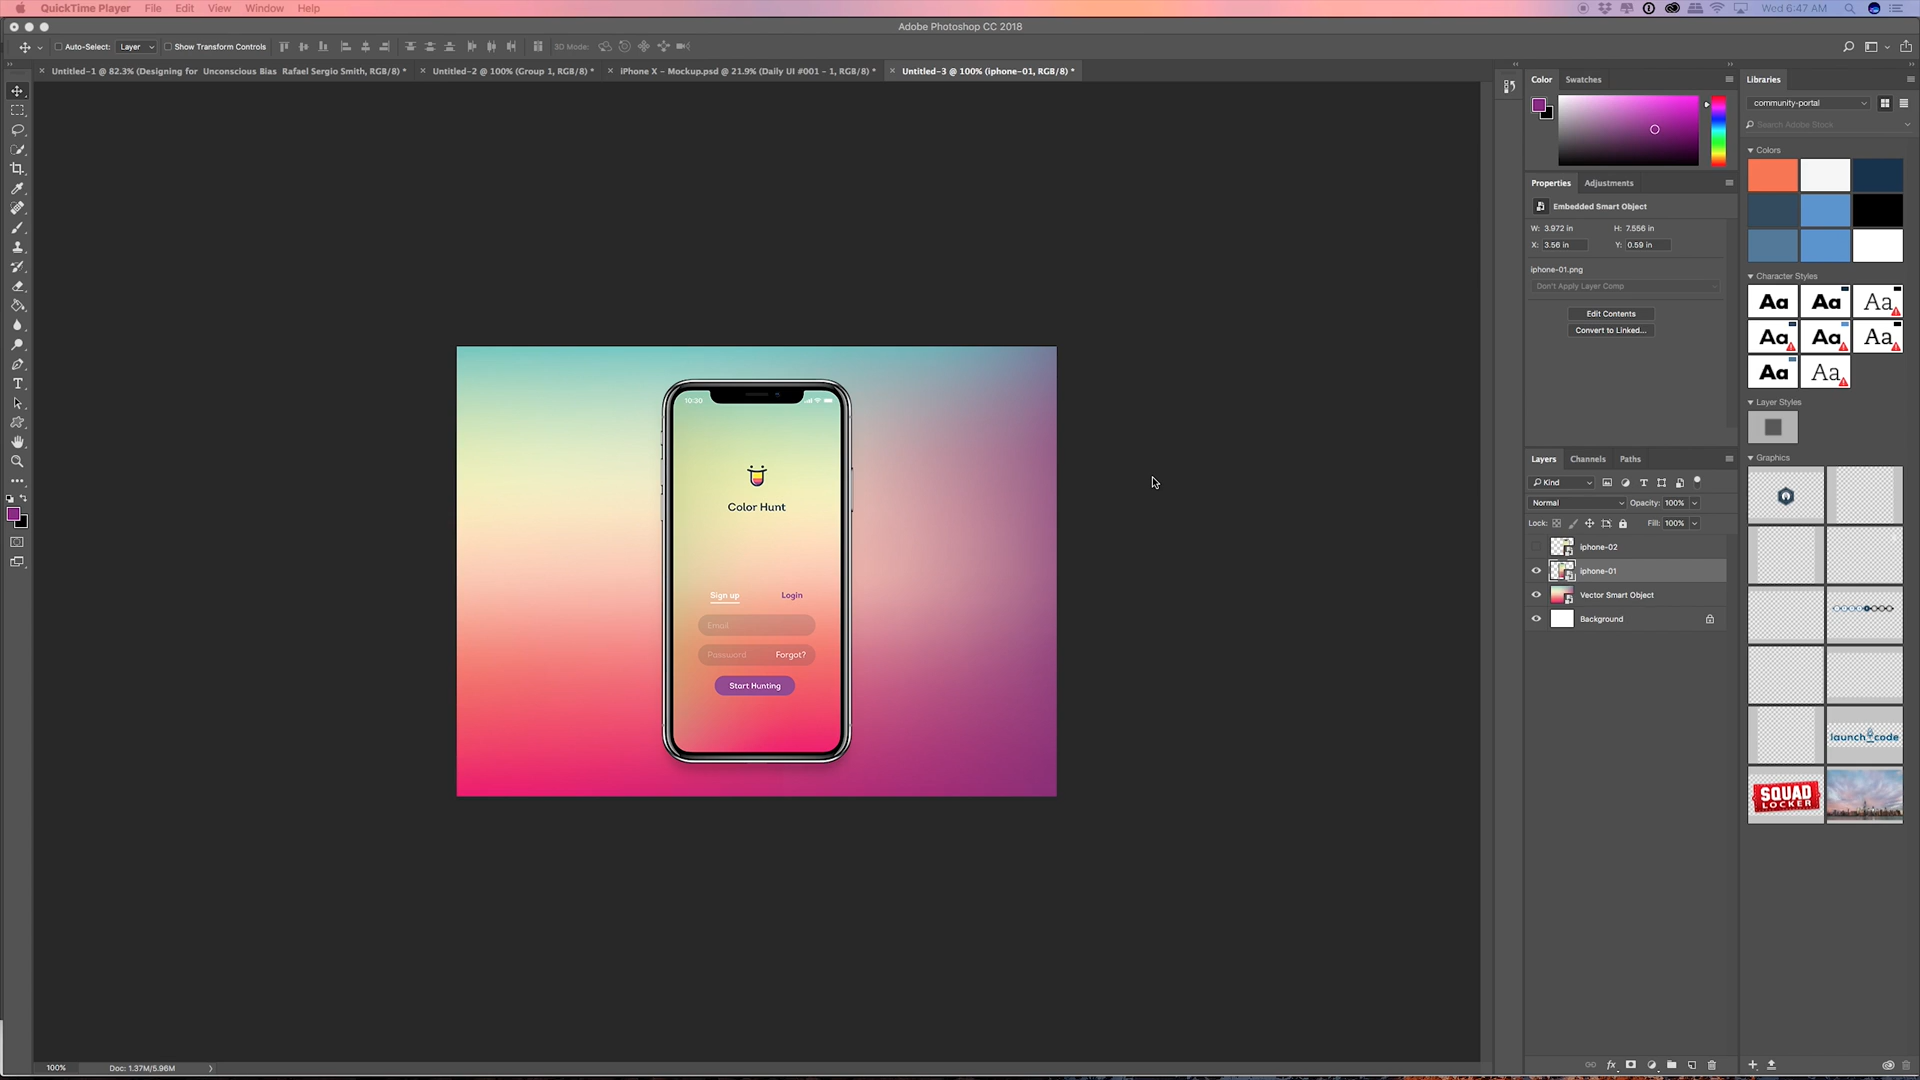 QuickTime Player File Edit View Window Help
Wed 6:47 AM
Adobe Photoshop CC 2018
Auto-Select: Layer Show Transform Controls 3D Mode:
Untitled-1 @ 82.3% (Designing for Unconscious Bias Rafael Sergio Smith, RGB/8) *
Untitled-2 @ 100% (Group 1, RGB/8) *
iPhone X – Mockup.psd @ 21.9% (Daily UI #001 - 1, RGB/8) *
Untitled-3 @ 100% (iphone-01, RGB/8) *
10:30
Color Hunt
Sign up Login
Email
Password Forgot?
Start Hunting
100% Doc: 1.37M/5.96M
Color Swatches
Properties Adjustments
Embedded Smart Object
W: 3.972 in H: 7.556 in
X: 3.56 in Y: 0.59 in
iphone-01.png
Don't Apply Layer Comp
Edit Contents
Convert to Linked...
Layers Channels Paths
Kind
Normal Opacity: 100%
Lock: Fill: 100%
iphone-02
iphone-01
Vector Smart Object
Background
Libraries
community-portal
Search Adobe Stock
Colors
Character Styles
Aa Aa Aa
Aa Aa Aa
Aa Aa
Layer Styles
Graphics
launch_code
SQUAD
LOCKER